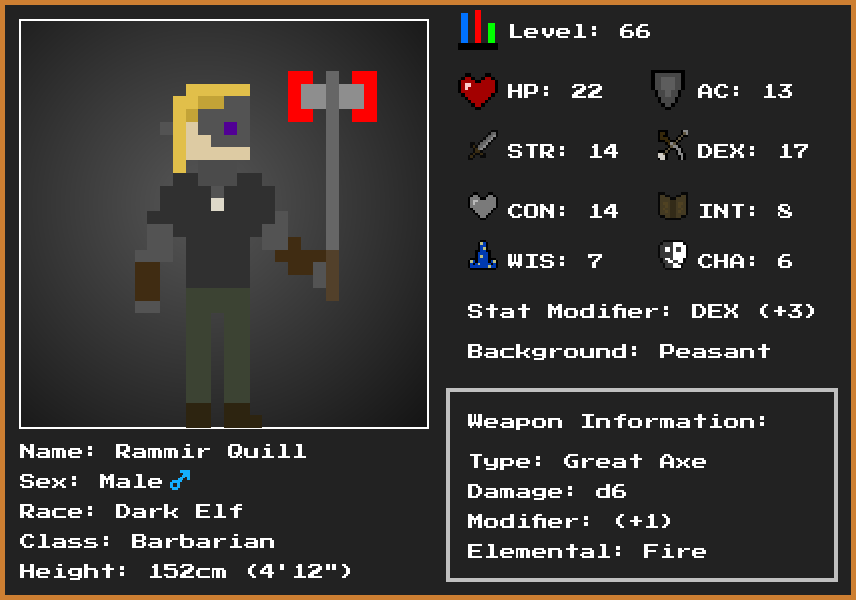 Level: 66
HP: 22
AC: 13
STR: 14
DEX: 17
CON: 14
INT: 8
WIS: 7
CHA: 6
Stat Modifier: DEX (+3)
Background: Peasant
Weapon Information:
Type: Great Axe
Damage: d6
Modifier: (+1)
Elemental: Fire
Name: Rammir Quill
Sex: Male♂
Race: Dark Elf
Class: Barbarian
Height: 152cm (4'12")